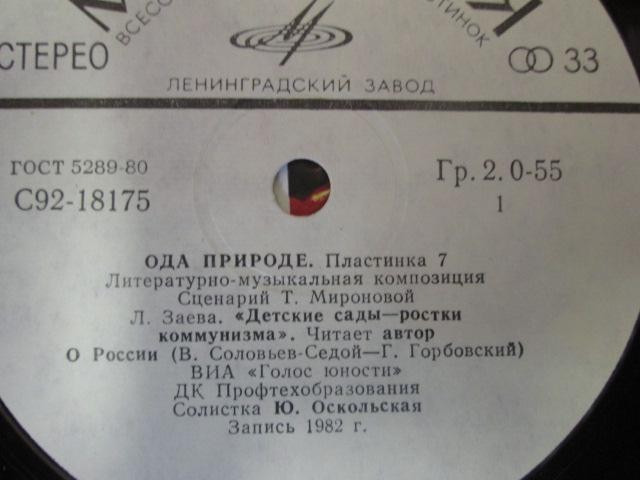 СТЕРЕО
33
ЛЕНИНГРАДСКИЙ ЗАВОД
ГОСТ 5289-80
Гр. 2. 0-55
С92-18175
1
ОДА ПРИРОДЕ. Пластинка 7
Литературно-музыкальная композиция
Сценарий Т. Мироновой
Л. Заева. «Детские сады—ростки
коммунизма». Читает автор
О России (В. Соловьев-Седой—Г. Горбовский)
ВИА «Голос юности»
ДК Профтехобразования
Солистка Ю. Оскольская
Запись 1982 г.